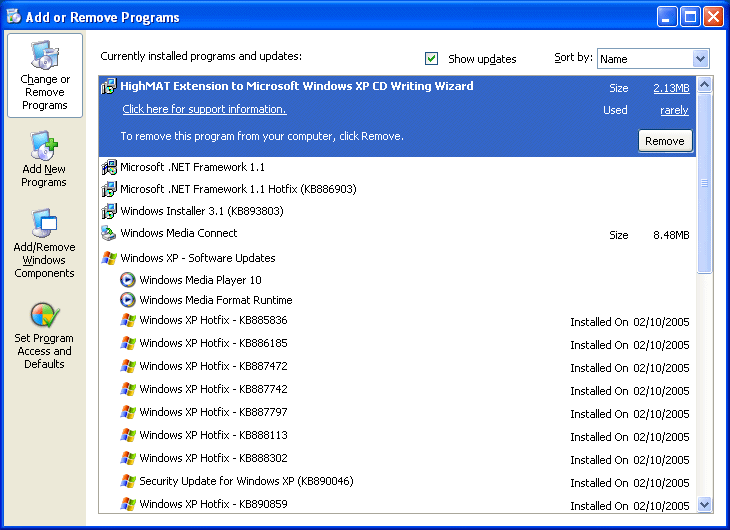 Add or Remove Programs
Change or
Remove
Programs
Add New
Programs
Add/Remove
Windows
Components
Set Program
Access and
Defaults
Currently installed programs and updates:
Show updates
Sort by: Name
HighMAT Extension to Microsoft Windows XP CD Writing Wizard Size 2.13MB
Click here for support information. Used rarely
To remove this program from your computer, click Remove. Remove
Microsoft .NET Framework 1.1
Microsoft .NET Framework 1.1 Hotfix (KB886903)
Windows Installer 3.1 (KB893803)
Windows Media Connect Size 8.48MB
Windows XP - Software Updates
Windows Media Player 10
Windows Media Format Runtime
Windows XP Hotfix - KB885836 Installed On 02/10/2005
Windows XP Hotfix - KB886185 Installed On 02/10/2005
Windows XP Hotfix - KB887472 Installed On 02/10/2005
Windows XP Hotfix - KB887742 Installed On 02/10/2005
Windows XP Hotfix - KB887797 Installed On 02/10/2005
Windows XP Hotfix - KB888113 Installed On 02/10/2005
Windows XP Hotfix - KB888302 Installed On 02/10/2005
Security Update for Windows XP (KB890046) Installed On 02/10/2005
Windows XP Hotfix - KB890859 Installed On 02/10/2005